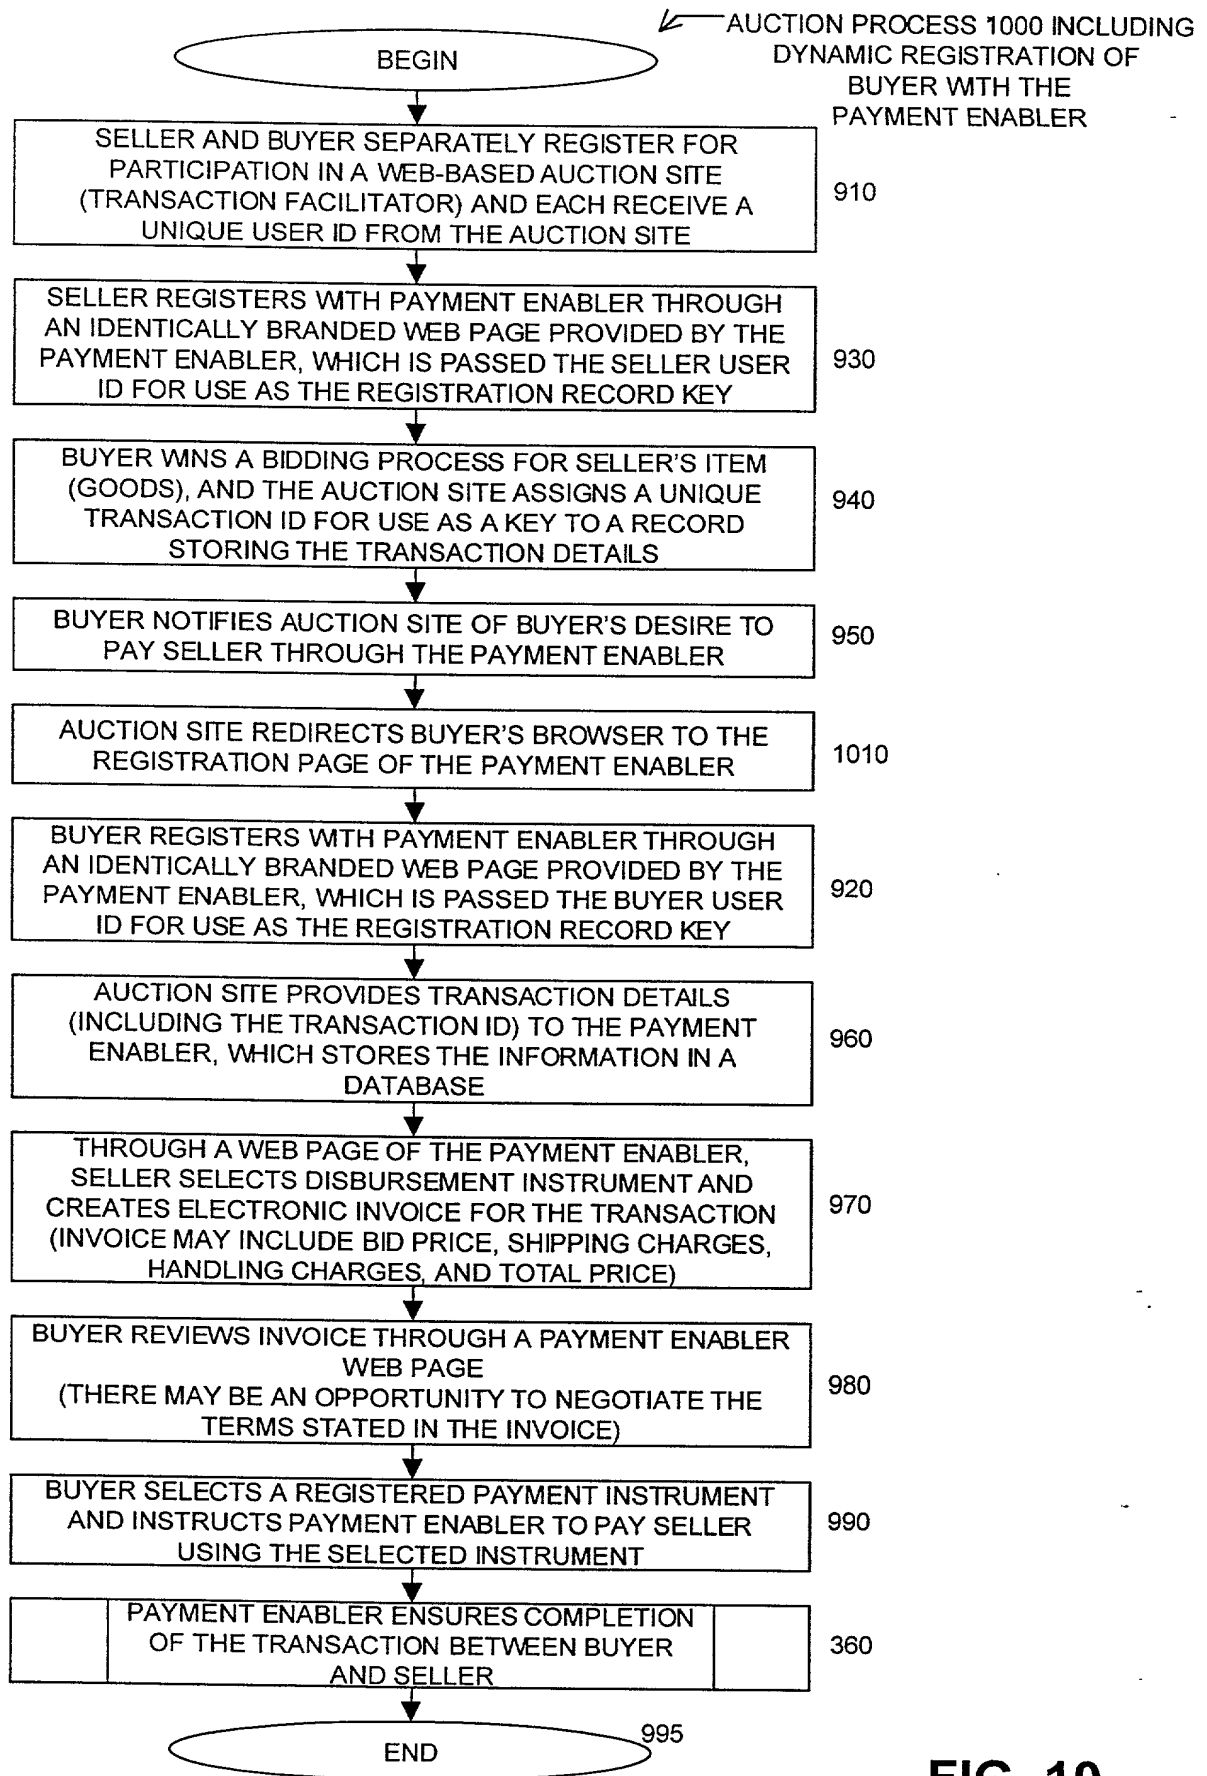 AUCTION PROCESS 1000 INCLUDING
DYNAMIC REGISTRATION OF
BUYER WITH THE
PAYMENT ENABLER
BEGIN
SELLER AND BUYER SEPARATELY REGISTER FOR
PARTICIPATION IN A WEB-BASED AUCTION SITE
(TRANSACTION FACILITATOR) AND EACH RECEIVE A
UNIQUE USER ID FROM THE AUCTION SITE
910
SELLER REGISTERS WITH PAYMENT ENABLER THROUGH
AN IDENTICALLY BRANDED WEB PAGE PROVIDED BY THE
PAYMENT ENABLER, WHICH IS PASSED THE SELLER USER
ID FOR USE AS THE REGISTRATION RECORD KEY
930
BUYER WINS A BIDDING PROCESS FOR SELLER'S ITEM
(GOODS), AND THE AUCTION SITE ASSIGNS A UNIQUE
TRANSACTION ID FOR USE AS A KEY TO A RECORD
STORING THE TRANSACTION DETAILS
940
BUYER NOTIFIES AUCTION SITE OF BUYER'S DESIRE TO
PAY SELLER THROUGH THE PAYMENT ENABLER
950
AUCTION SITE REDIRECTS BUYER'S BROWSER TO THE
REGISTRATION PAGE OF THE PAYMENT ENABLER
1010
BUYER REGISTERS WITH PAYMENT ENABLER THROUGH
AN IDENTICALLY BRANDED WEB PAGE PROVIDED BY THE
PAYMENT ENABLER, WHICH IS PASSED THE BUYER USER
ID FOR USE AS THE REGISTRATION RECORD KEY
920
AUCTION SITE PROVIDES TRANSACTION DETAILS
(INCLUDING THE TRANSACTION ID) TO THE PAYMENT
ENABLER, WHICH STORES THE INFORMATION IN A
DATABASE
960
THROUGH A WEB PAGE OF THE PAYMENT ENABLER,
SELLER SELECTS DISBURSEMENT INSTRUMENT AND
CREATES ELECTRONIC INVOICE FOR THE TRANSACTION
(INVOICE MAY INCLUDE BID PRICE, SHIPPING CHARGES,
HANDLING CHARGES, AND TOTAL PRICE)
970
BUYER REVIEWS INVOICE THROUGH A PAYMENT ENABLER
WEB PAGE
(THERE MAY BE AN OPPORTUNITY TO NEGOTIATE THE
TERMS STATED IN THE INVOICE)
980
BUYER SELECTS A REGISTERED PAYMENT INSTRUMENT
AND INSTRUCTS PAYMENT ENABLER TO PAY SELLER
USING THE SELECTED INSTRUMENT
990
PAYMENT ENABLER ENSURES COMPLETION
OF THE TRANSACTION BETWEEN BUYER
AND SELLER
360
END
995
FIG. 10